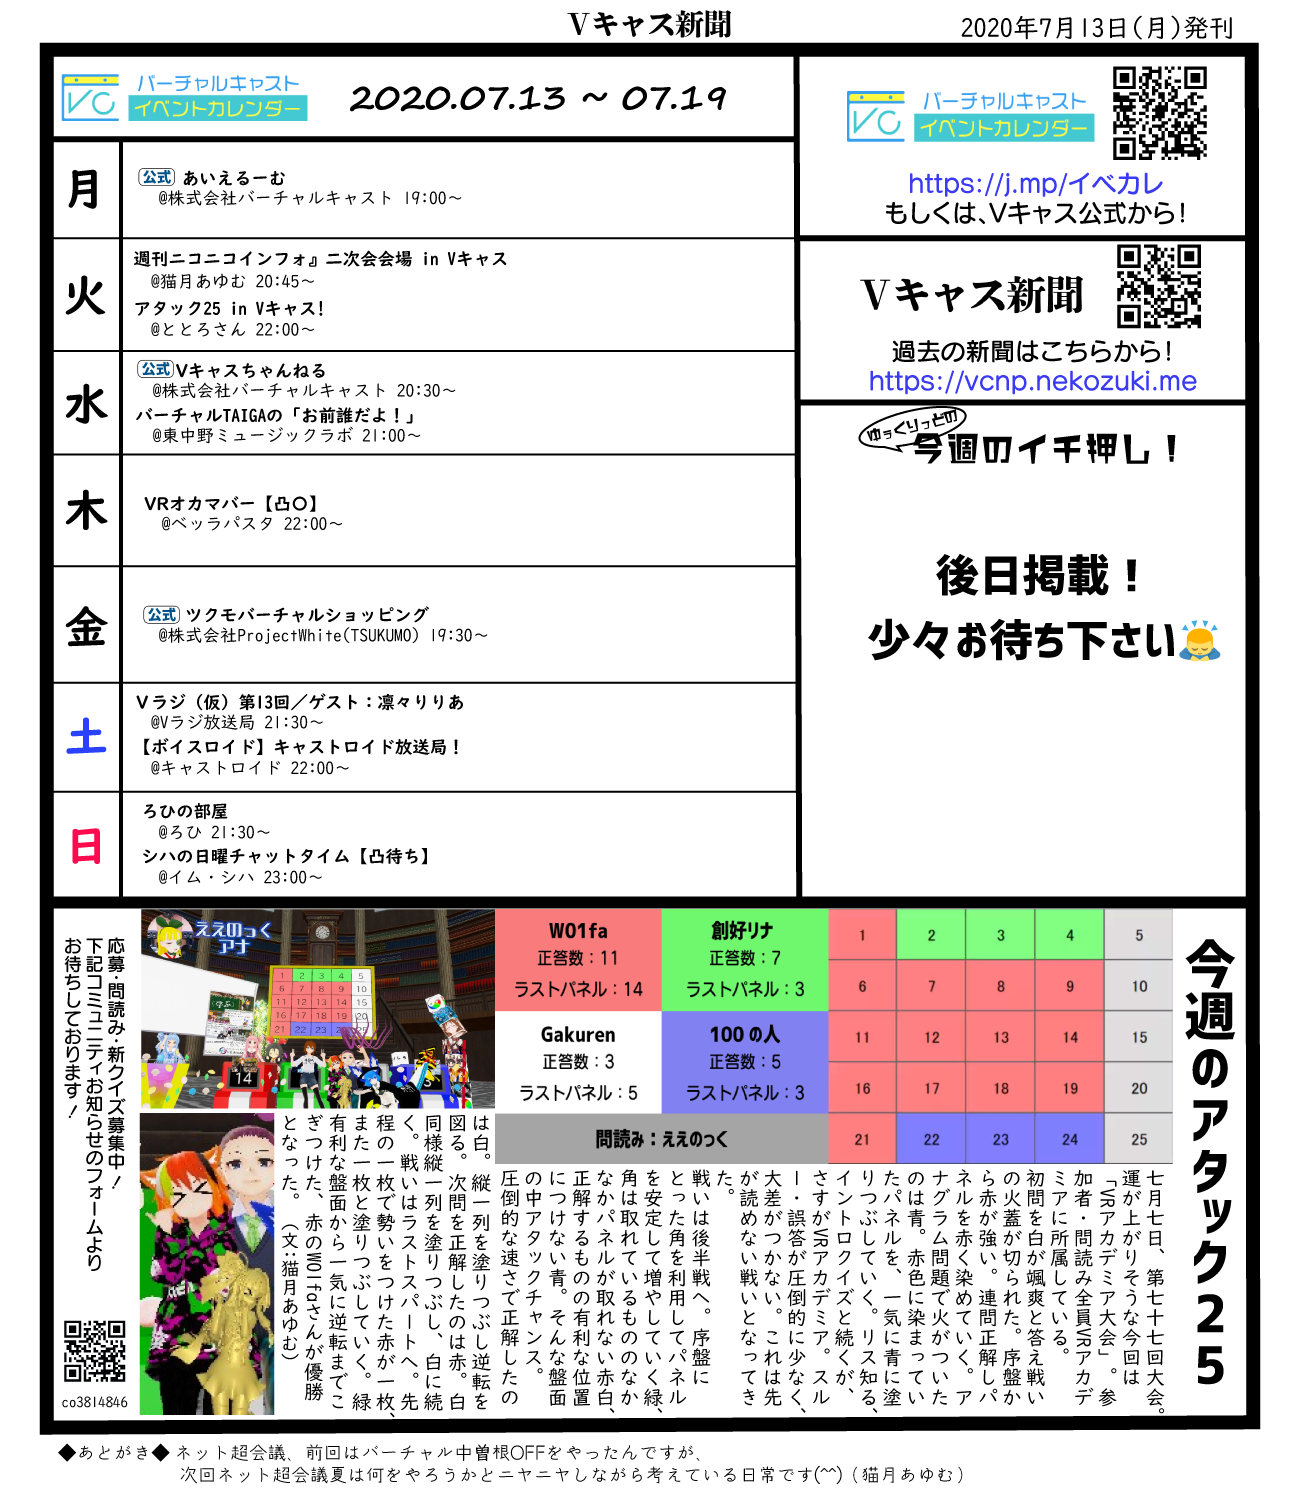 Vキャス新聞
2020年7月13日(月)発刊
VC
バーチャルキャスト
イベントカレンダー
2020.07.13 ~ 07.19
月
公式 あいえるーむ
@株式会社バーチャルキャスト 19:00～
火
週刊ニコニコインフォ』二次会会場 in Vキャス
@猫月あゆむ 20:45～
アタック25 in Vキャス!
@ととろさん 22:00～
水
公式 Vキャスちゃんねる
@株式会社バーチャルキャスト 20:30～
バーチャルTAIGAの「お前誰だよ！」
@東中野ミュージックラボ 21:00～
木
VRオカマバー【凸〇】
@ベッラパスタ 22:00～
金
公式 ツクモバーチャルショッピング
@株式会社ProjectWhite(TSUKUMO) 19:30～
土
Vラジ（仮）第13回／ゲスト：凛々りりあ
@Vラジ放送局 21:30～
【ボイスロイド】キャストロイド放送局！
@キャストロイド 22:00～
日
ろひの部屋
@ろひ 21:30～
シハの日曜チャットタイム【凸待ち】
@イム・シハ 23:00～
VC
バーチャルキャスト
イベントカレンダー
https://j.mp/イベカレ
もしくは、Vキャス公式から!
Vキャス新聞
過去の新聞はこちらから!
https://vcnp.nekozuki.me
ゆっくりっとの
今週のイチ押し！
後日掲載！
少々お待ち下さい
今週のアタック25
W01fa
正答数：11
ラストパネル：14
創好リナ
正答数：7
ラストパネル：3
Gakuren
正答数：3
ラストパネル：5
100の人
正答数：5
ラストパネル：3
問読み：ええのっく
1 2 3 4 5
6 7 8 9 10
11 12 13 14 15
16 17 18 19 20
21 22 23 24 25
ええのっく
アナ
14
七月七日、第七十七回大会。
運が上がりそうな今回は
「VRアカデミア大会」。参
加者・問読み全員VRアカデ
ミアに所属している。
初問を白が颯爽と答え戦い
の火蓋が切られた。序盤か
ら赤が強い。連問正解しパ
ネルを赤く染めていく。ア
ナグラム問題で火がついた
のは青。赤色に染まってい
たパネルを、一気に青に塗
りつぶしていく。リス知る、
イントロクイズと続くが、
さすがVRアカデミア。スル
ー・誤答が圧倒的に少なく、
大差がつかない。これは先
が読めない戦いとなってき
た。
戦いは後半戦へ。序盤に
とった角を利用してパネル
を安定して増やしていく緑、
角は取れているもののなか
なかパネルが取れない赤白、
正解するものの有利な位置
につけない青。そんな盤面
の中アタックチャンス。
圧倒的な速さで正解したの
は白。縦一列を塗りつぶし逆転を
図る。次問を正解したのは赤。白
同様縦一列を塗りつぶし、白に続
く。戦いはラストスパートへ。先
程の一枚で勢いをつけた赤が一枚、
また一枚と塗りつぶしていく。緑
有利な盤面から一気に逆転までこ
ぎつけた、赤のW01faさんが優勝
となった。　（文：猫月あゆむ）
応募・問読み・新クイズ募集中！
下記コミュニティお知らせのフォームより
お待ちしております！
co3814846
◆あとがき◆ ネット超会議、前回はバーチャル中曽根OFFをやったんですが、
次回ネット超会議夏は何をやろうかとニヤニヤしながら考えている日常です(^^)（猫月あゆむ）